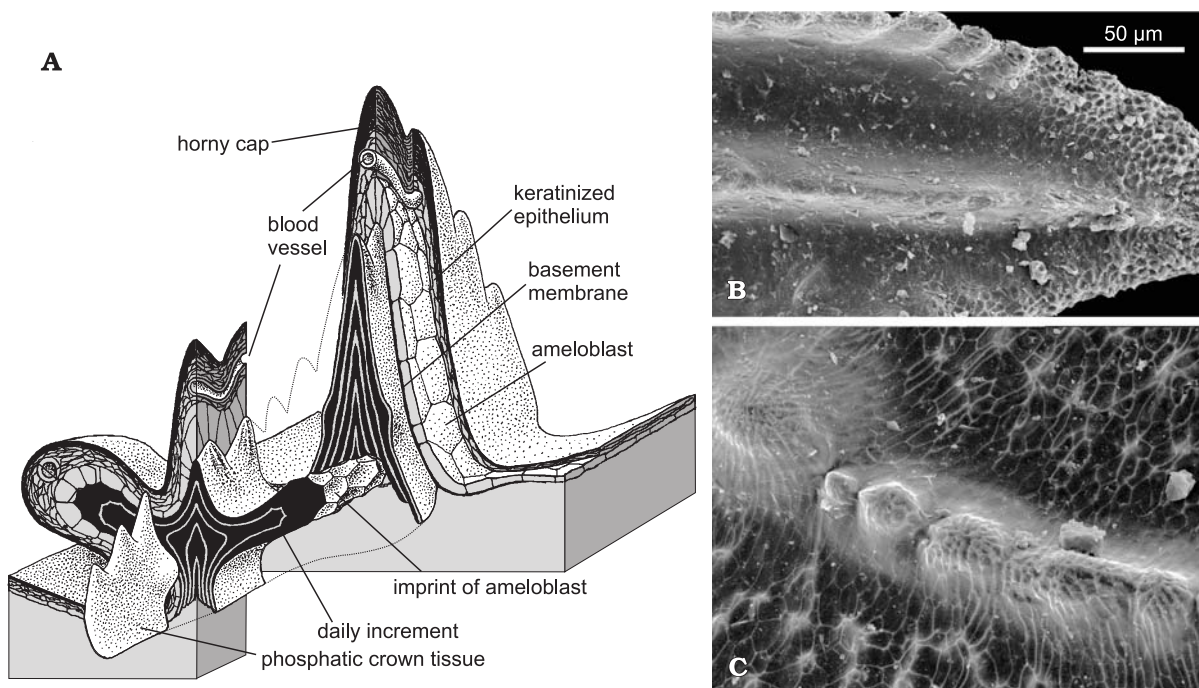 A
horny cap
blood
vessel
keratinized
epithelium
basement
membrane
ameloblast
imprint of ameloblast
daily increment
phosphatic crown tissue
50 µm
B
C